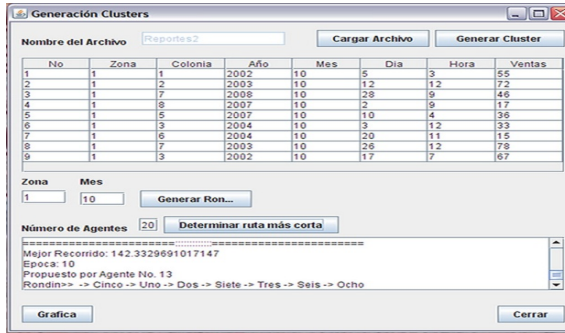 Generación Clusters
Nombre del Archivo Reportes2 Cargar Archivo Generar Cluster
No Zona Colonia Año Mes Dia Hora Ventas
1 1 1 2002 10 5 3 55
2 1 2 2003 10 12 12 72
3 1 7 2008 10 28 9 46
4 1 8 2007 10 2 9 17
5 1 5 2007 10 10 4 36
6 1 3 2004 10 3 12 33
7 1 6 2004 10 20 11 15
8 1 7 2003 10 26 12 78
9 1 3 2002 10 17 7 67
Zona Mes
1 10 Generar Ron...
Número de Agentes 20 Determinar ruta más corta
Mejor Recorrido: 142.3329691017147
Epoca: 10
Propuesto por Agente No. 13
Rondin>> -> Cinco -> Uno -> Dos -> Siete -> Tres -> Seis -> Ocho
Grafica Cerrar